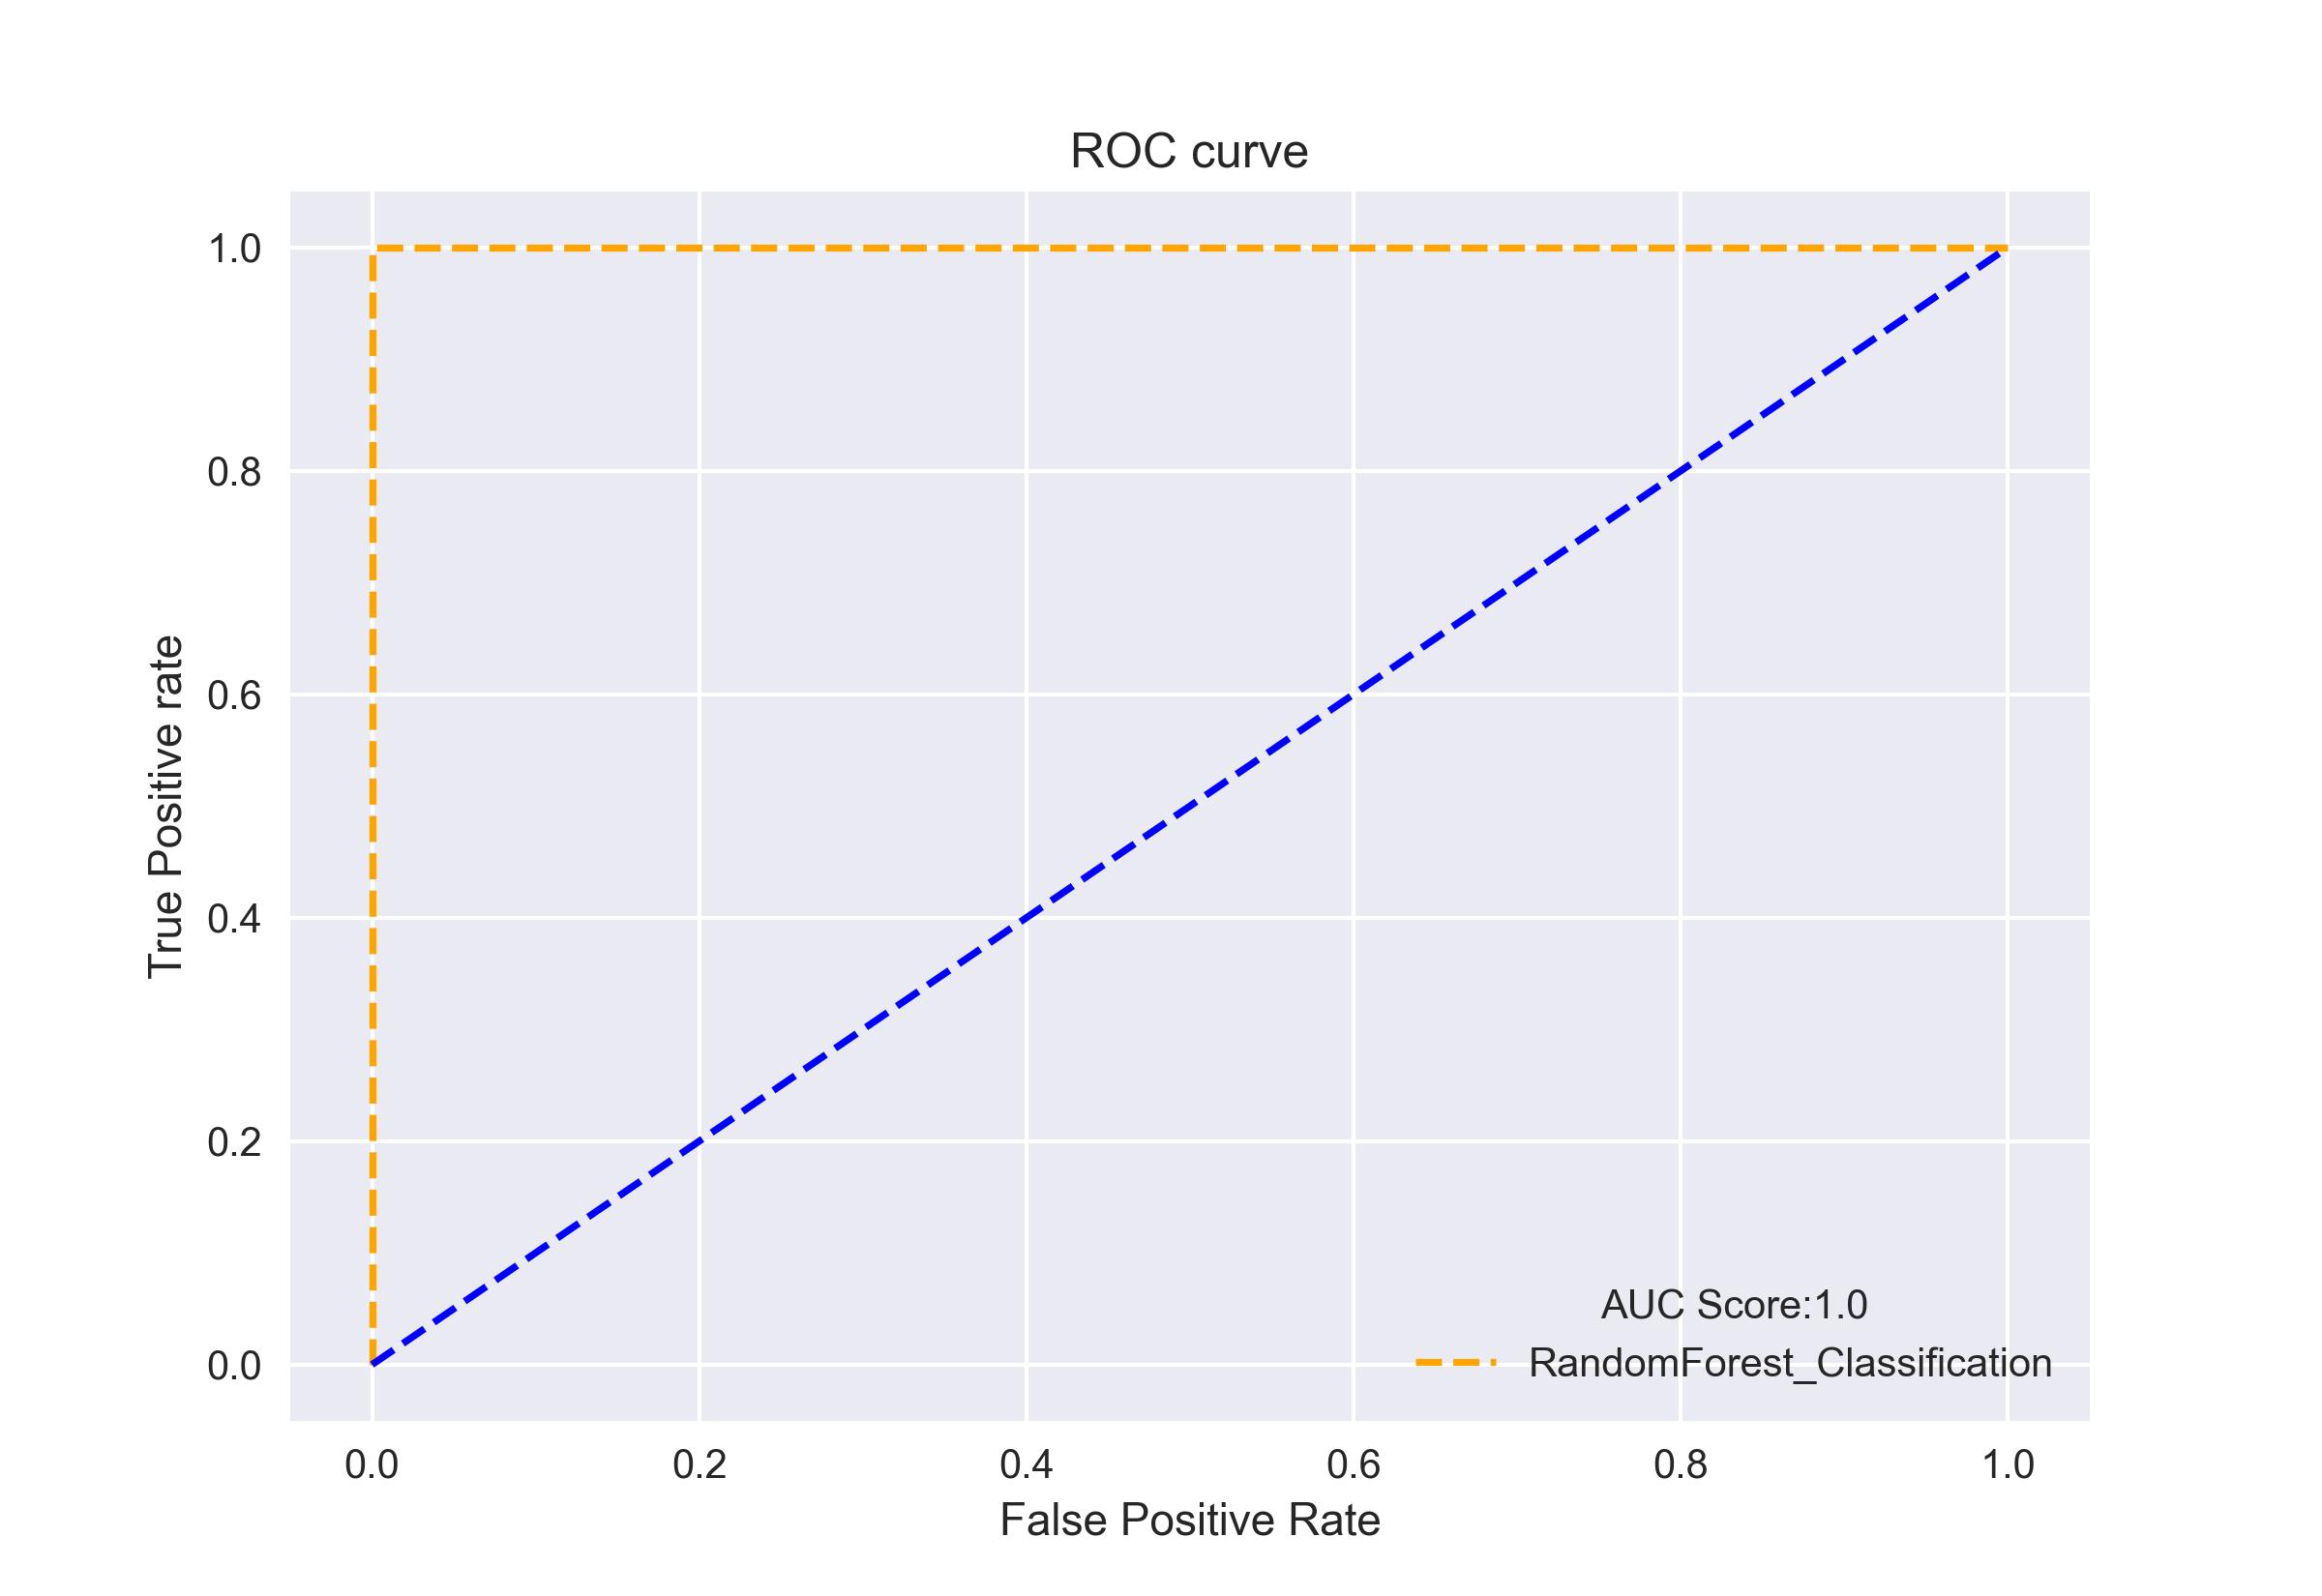 ROC curve
1.0
0.8
0.6
0.4
0.2
0.0
True Positive rate
AUC Score:1.0
RandomForest_Classification
0.0 0.2 0.4 0.6 0.8 1.0
False Positive Rate